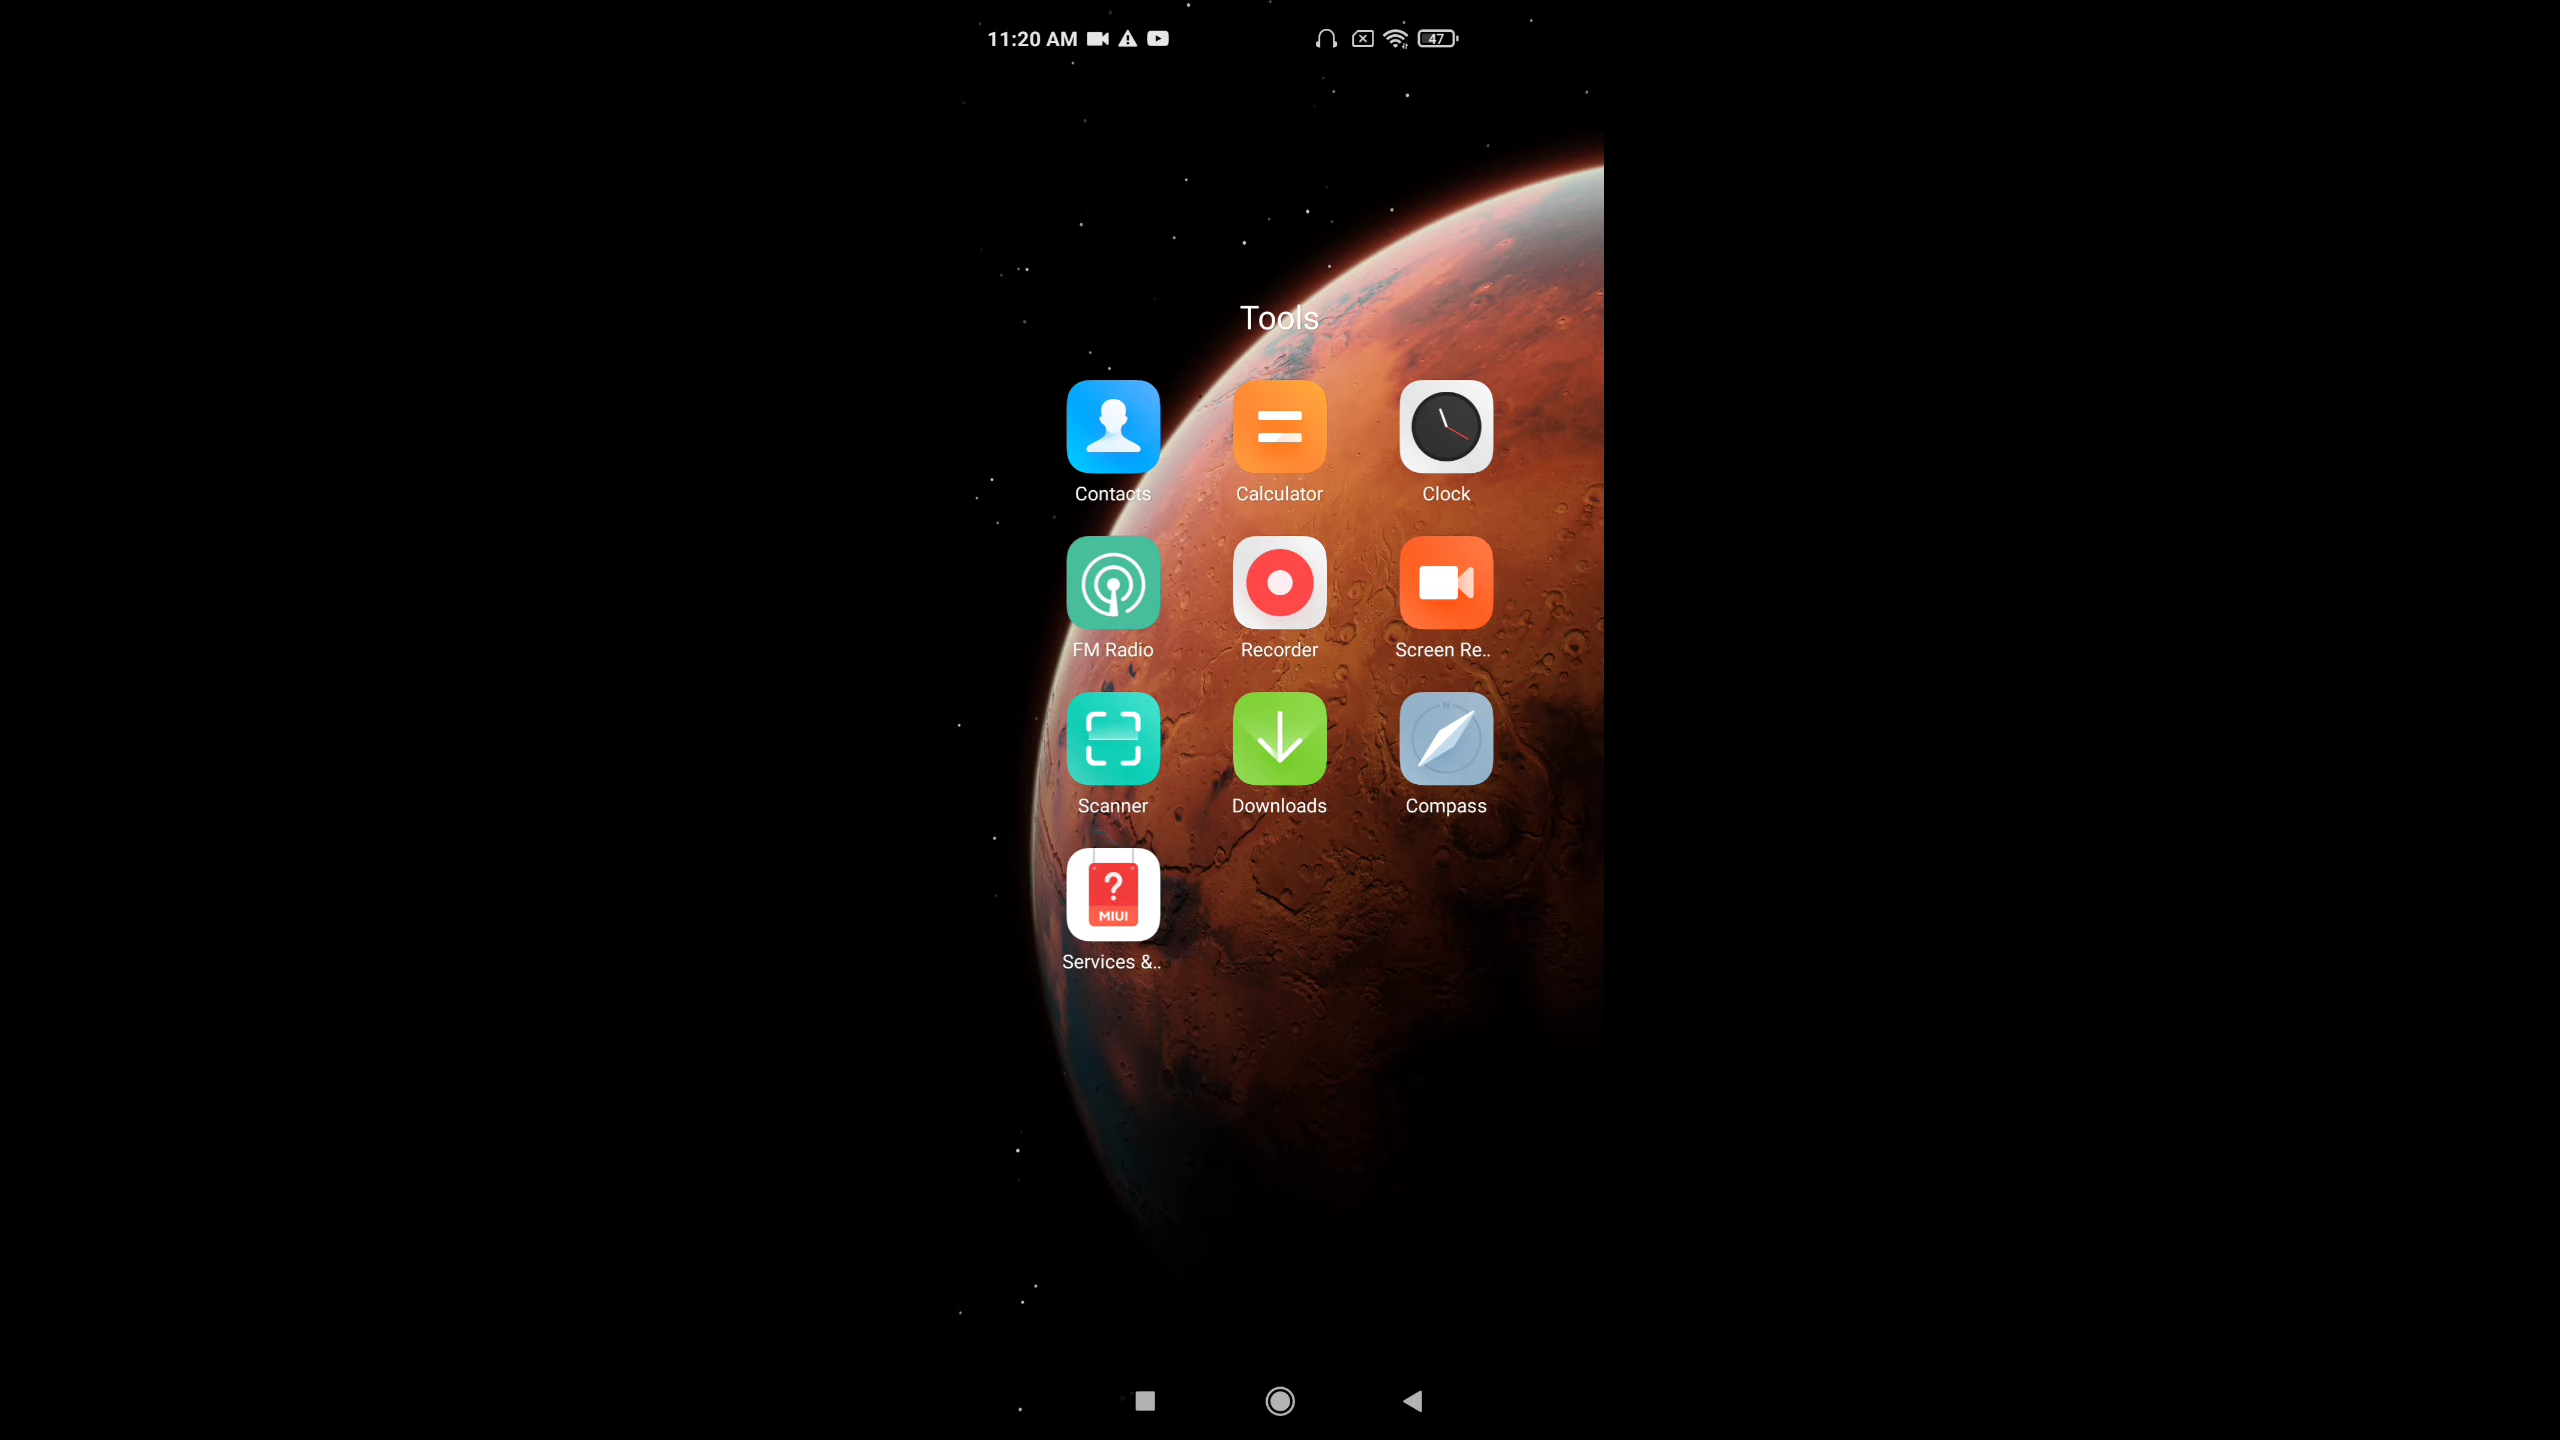 11:20 AM 47
Tools
Contacts Calculator Clock
FM Radio Recorder Screen Re..
N
Scanner Downloads Compass
?
MIUI
Services &..